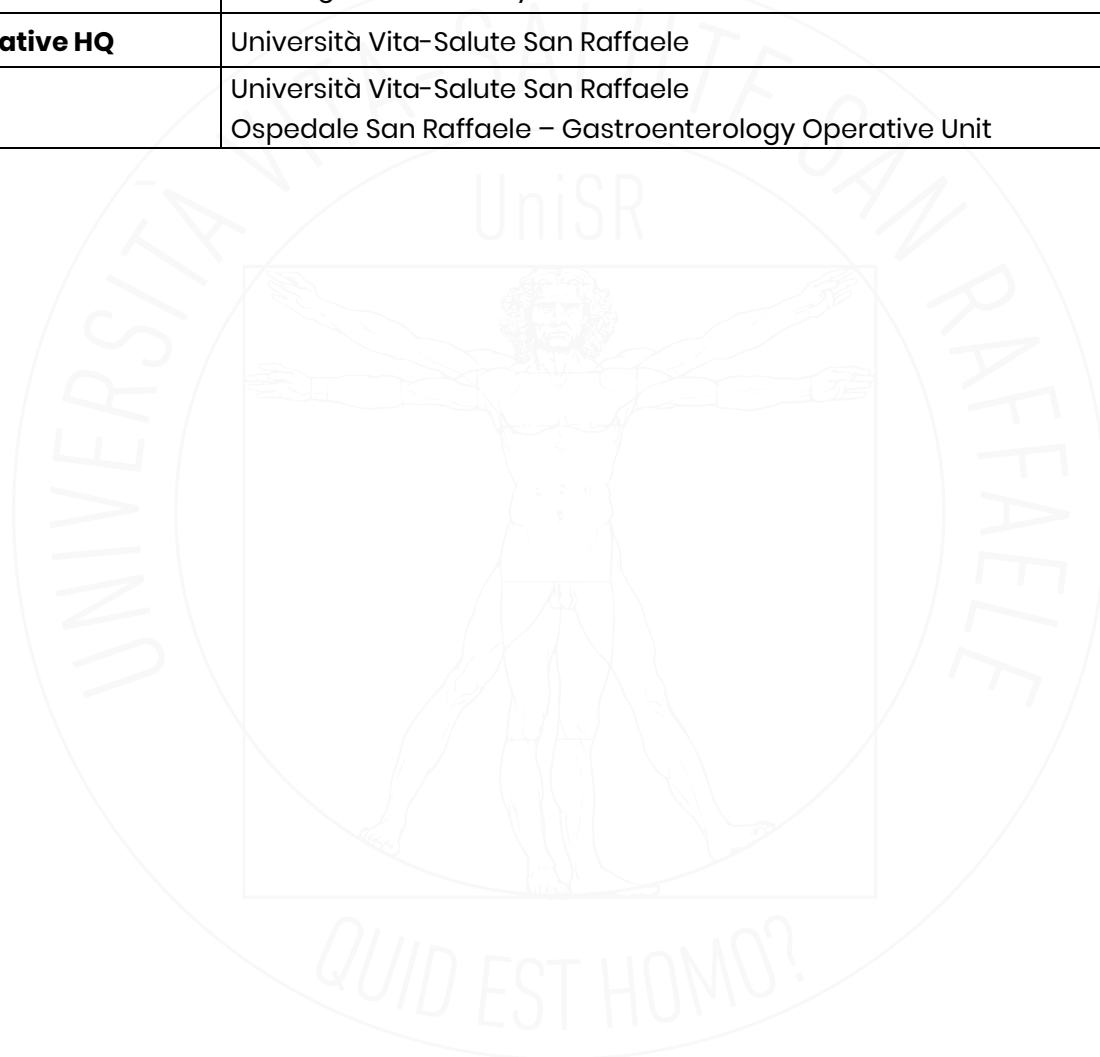 ative HQ
Università Vita-Salute San Raffaele
Università Vita-Salute San Raffaele
Ospedale San Raffaele – Gastroenterology Operative Unit
UNIVERSITÀ VITA-SALUTE SAN RAFFAELE
UniSR
QUID EST HOMO?